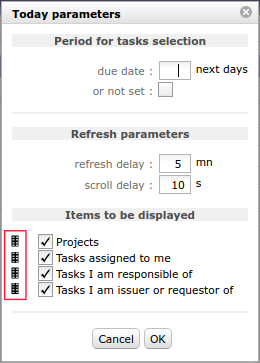 Today parameters
Period for tasks selection
due date : next days
or not set :
Refresh parameters
refresh delay : 5 mn
scroll delay : 10 s
Items to be displayed
Projects
Tasks assigned to me
Tasks I am responsible of
Tasks I am issuer or requestor of
Cancel OK